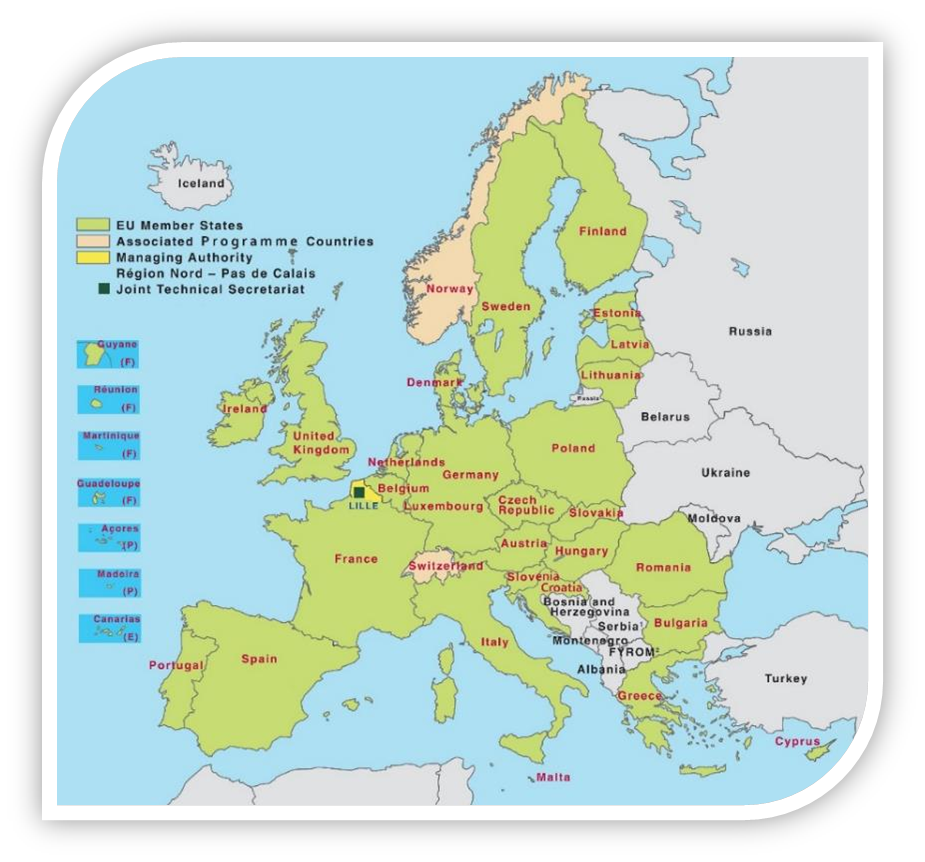 Iceland
EU Member States
Associated Programme Countries
Managing Authority
Région Nord – Pas de Calais
Joint Technical Secretariat
Guyane
(F)
Réunion
(F)
Martinique
(F)
Guadeloupe
(F)
Açores
(P)
Madeira
(P)
Canarias
(E)
Finland
Norway
Sweden
Estonia
Russia
Latvia
Lithuania
Denmark
Russia
Ireland
Belarus
United
Kingdom
Poland
Netherlands
Germany
Ukraine
Belgium
LILLE
Luxembourg
Czech
Republic
Slovakia
Moldova
Austria
Hungary
France
Switzerland
Romania
Slovenia
Croatia
Bosnia and
Herzegovina
Serbia
Bulgaria
Montenegro
Italy
FYROM²
Portugal
Spain
Albania
Turkey
Greece
Cyprus
Malta